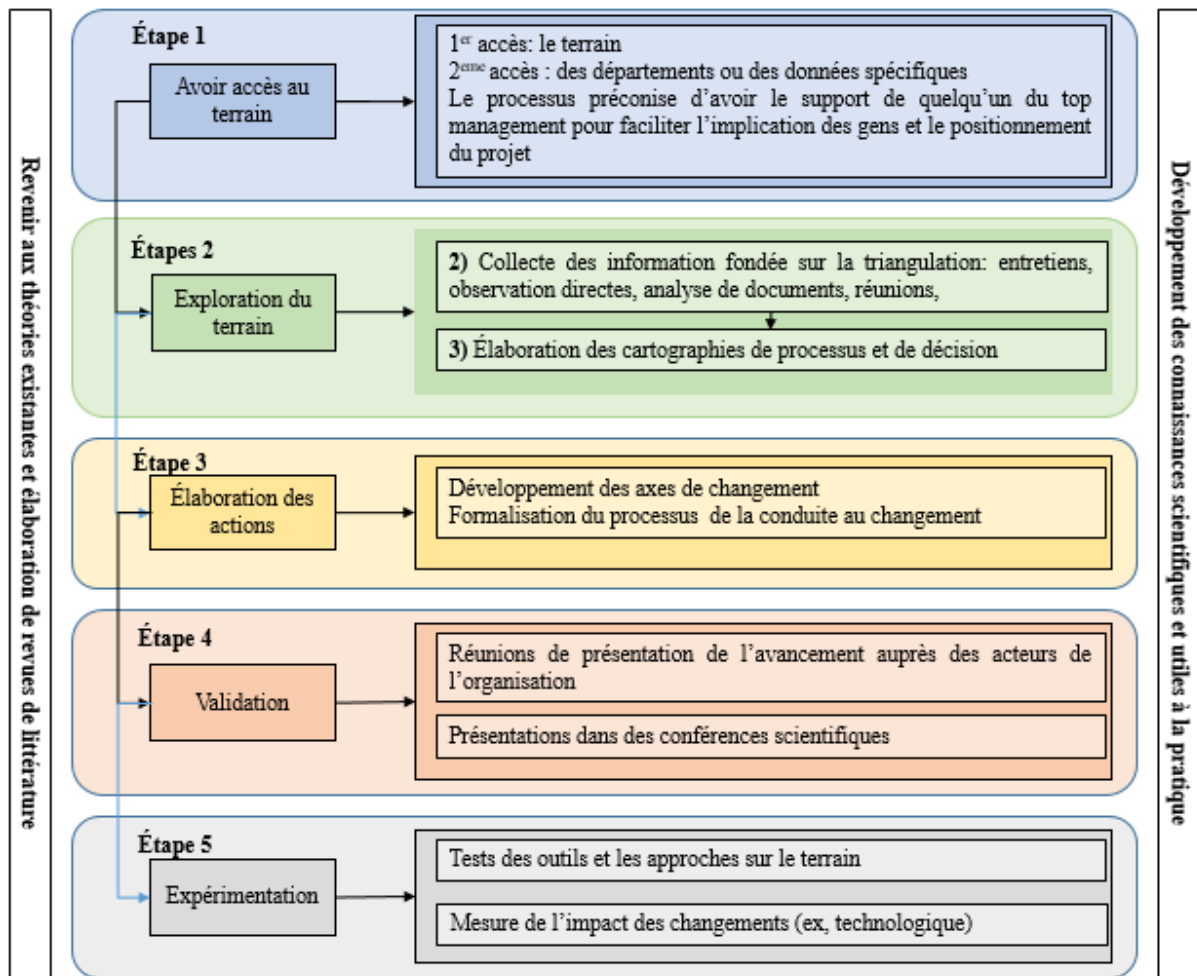 Revenir aux théories existantes et élaboration de revues de littérature
Étape 1
Avoir accès au
terrain
1er accès: le terrain
2eme accès : des départements ou des données spécifiques
Le processus préconise d’avoir le support de quelqu’un du top
management pour faciliter l’implication des gens et le positionnement
du projet
Étapes 2
Exploration du
terrain
2) Collecte des information fondée sur la triangulation: entretiens,
observation directes, analyse de documents, réunions,
3) Élaboration des cartographies de processus et de décision
Étape 3
Élaboration des
actions
Développement des axes de changement
Formalisation du processus de la conduite au changement
Étape 4
Validation
Réunions de présentation de l’avancement auprès des acteurs de
l’organisation
Présentations dans des conférences scientifiques
Étape 5
Expérimentation
Tests des outils et les approches sur le terrain
Mesure de l’impact des changements (ex, technologique)
Développement des connaissances scientifiques et utiles à la pratique